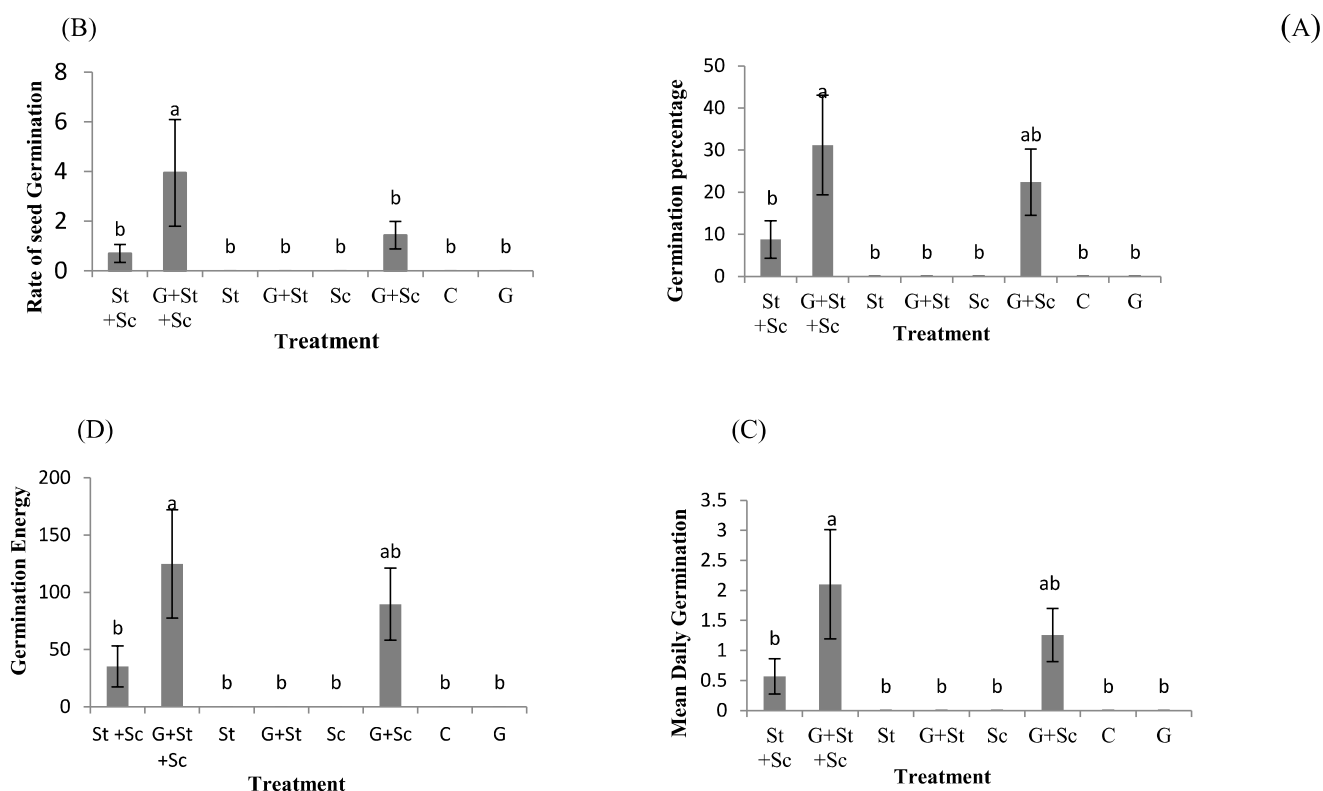 (B)
Rate of seed Germination
8
6
4
2
0
b
a
b
b
b
b
b
b
St
+Sc
G+St
+Sc
St
G+St
Sc
G+Sc
C
G
Treatment
(A)
Germination percentage
50
40
30
20
10
0
b
a
b
b
b
ab
b
b
St
+Sc
G+St
+Sc
St
G+St
Sc
G+Sc
C
G
Treatment
(D)
Germination Energy
200
150
100
50
0
b
a
b
b
b
ab
b
b
St +Sc
G+St
+Sc
St
G+St
Sc
G+Sc
C
G
Treatment
(C)
Mean Daily Germination
3.5
3
2.5
2
1.5
1
0.5
0
b
a
b
b
b
ab
b
b
St
+Sc
G+St
+Sc
St
G+St
Sc
G+Sc
C
G
Treatment